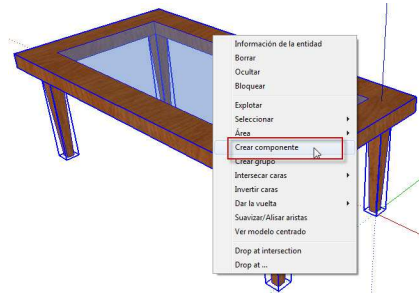 Información de la entidad
Borrar
Ocultar
Bloquear
Explotar
Seleccionar
Área
Crear componente
Crear grupo
Intersecar caras
Invertir caras
Dar la vuelta
Suavizar/Alisar aristas
Ver modelo centrado
Drop at intersection
Drop at ...